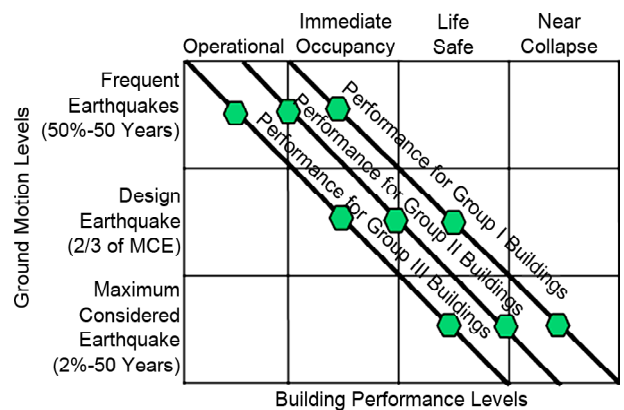 Operational
Immediate
Occupancy
Life
Safe
Near
Collapse
Ground Motion Levels
Frequent
Earthquakes
(50%-50 Years)
Design
Earthquake
(2/3 of MCE)
Maximum
Considered
Earthquake
(2%-50 Years)
Performance for Group I Buildings
Performance for Group II Buildings
Performance for Group III Buildings
Building Performance Levels